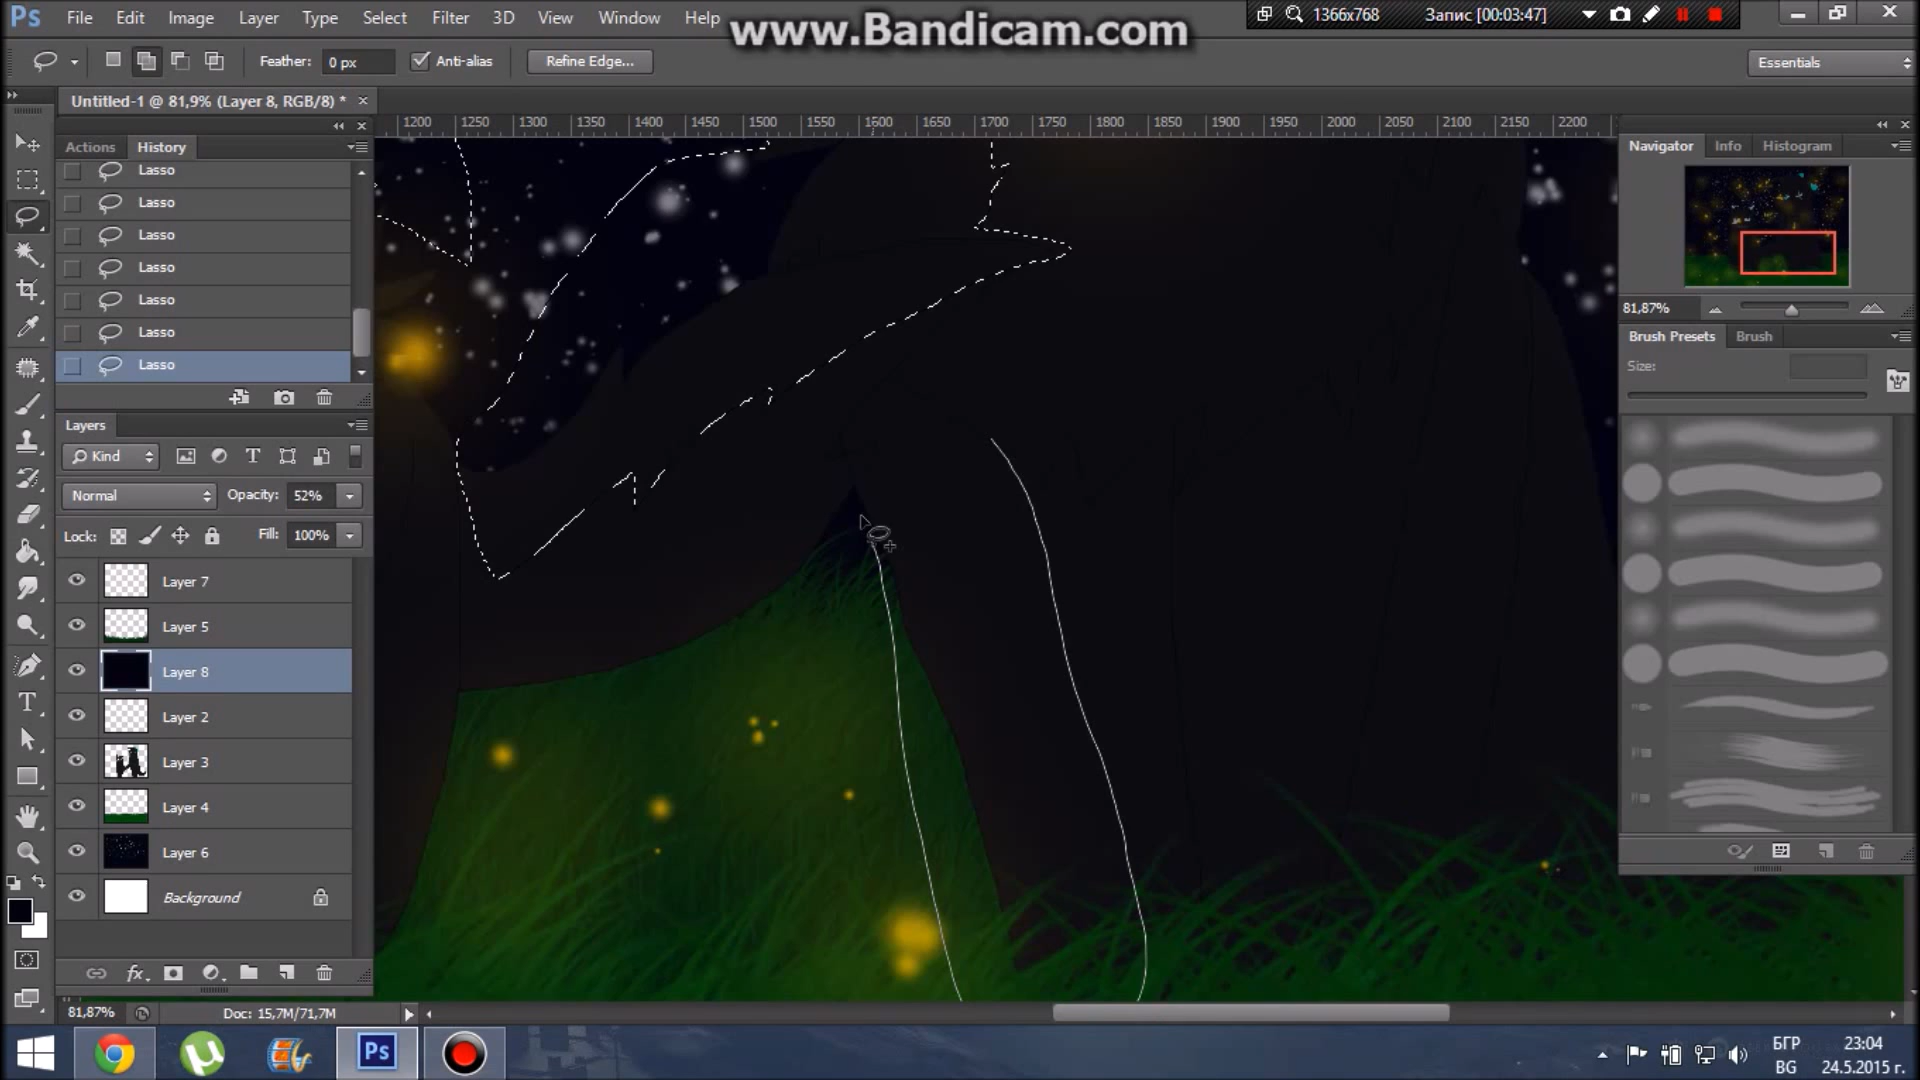 Ps File Edit Image Layer Type Select Filter 3D View Window Help
www.Bandicam.com
1366x768 Запис [00:03:47]
Feather: 0 px Anti-alias Refine Edge... Essentials
Untitled-1 @ 81,9% (Layer 8, RGB/8) *
1200 1250 1300 1350 1400 1450 1500 1550 1600 1650 1700 1750 1800 1850 1900 1950 2000 2050 2100 2150 2200
Actions History
Lasso
Lasso
Lasso
Lasso
Lasso
Lasso
Lasso
Layers
Kind
Normal Opacity: 52%
Lock: Fill: 100%
Layer 7
Layer 5
Layer 8
Layer 2
Layer 3
Layer 4
Layer 6
Background
fx
81,87% Doc: 15,7M/71,7M
Navigator Info Histogram
81,87%
Brush Presets Brush
Size:
Ps
БГР
BG
23:04
24.5.2015 г.